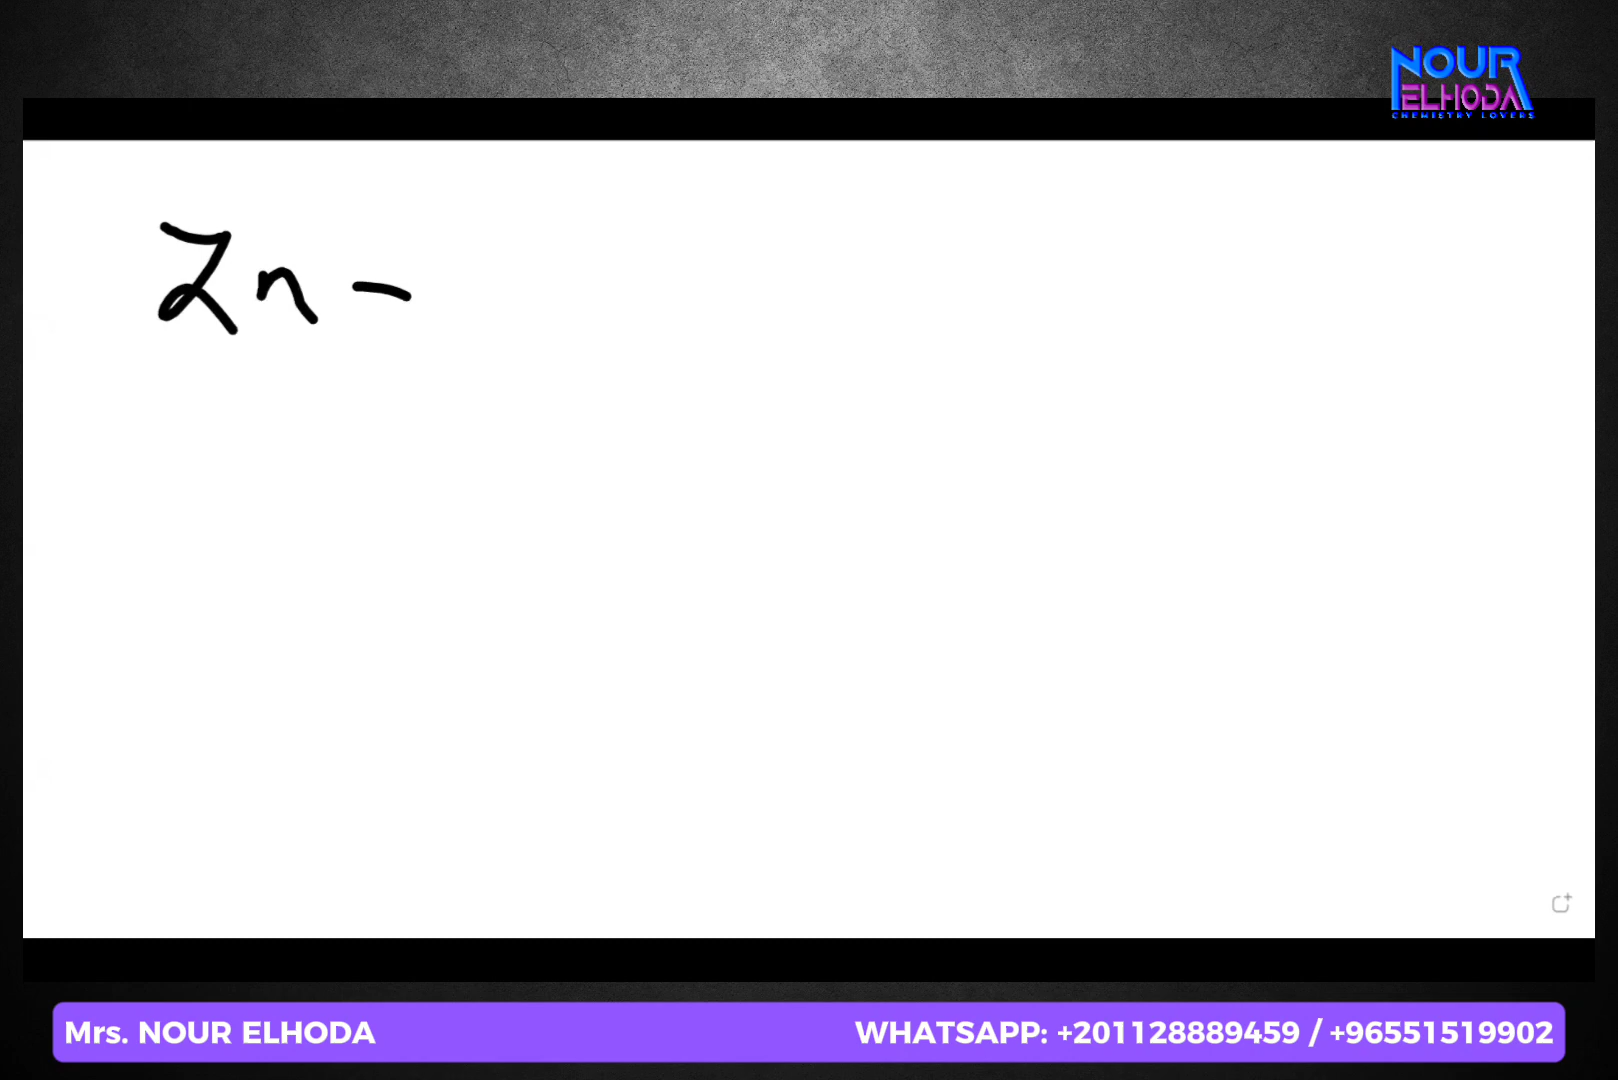 NOUR
ELHODA
CHEMISTRY LOVERS
Zn -
Mrs. NOUR ELHODA
WHATSAPP: +201128889459 / +96551519902